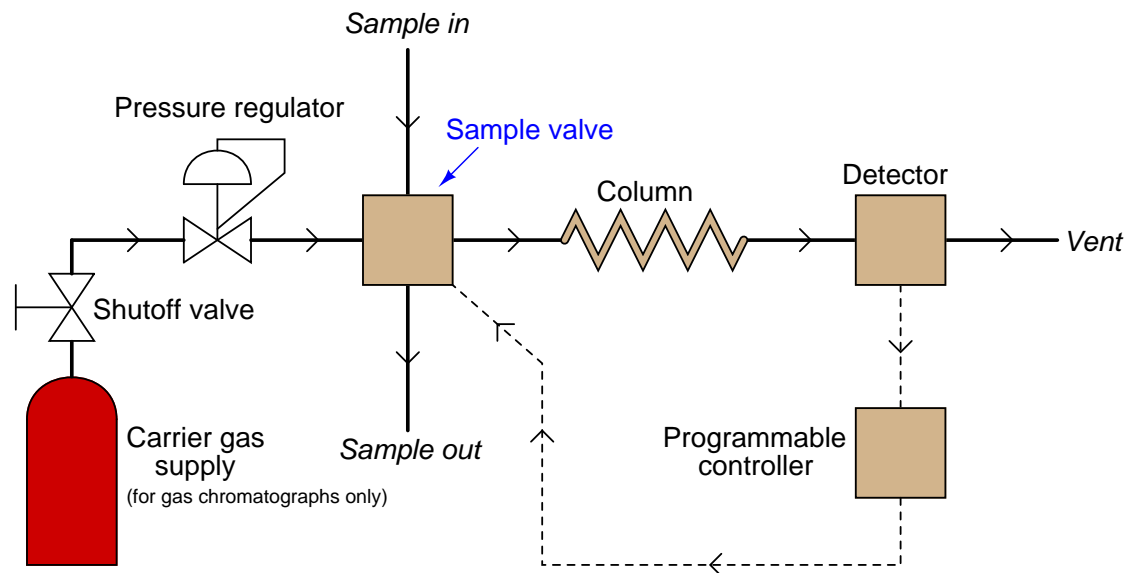 Sample in
Pressure regulator
Sample valve
Column
Detector
Vent
Shutoff valve
Carrier gas
supply
(for gas chromatographs only)
Sample out
Programmable
controller